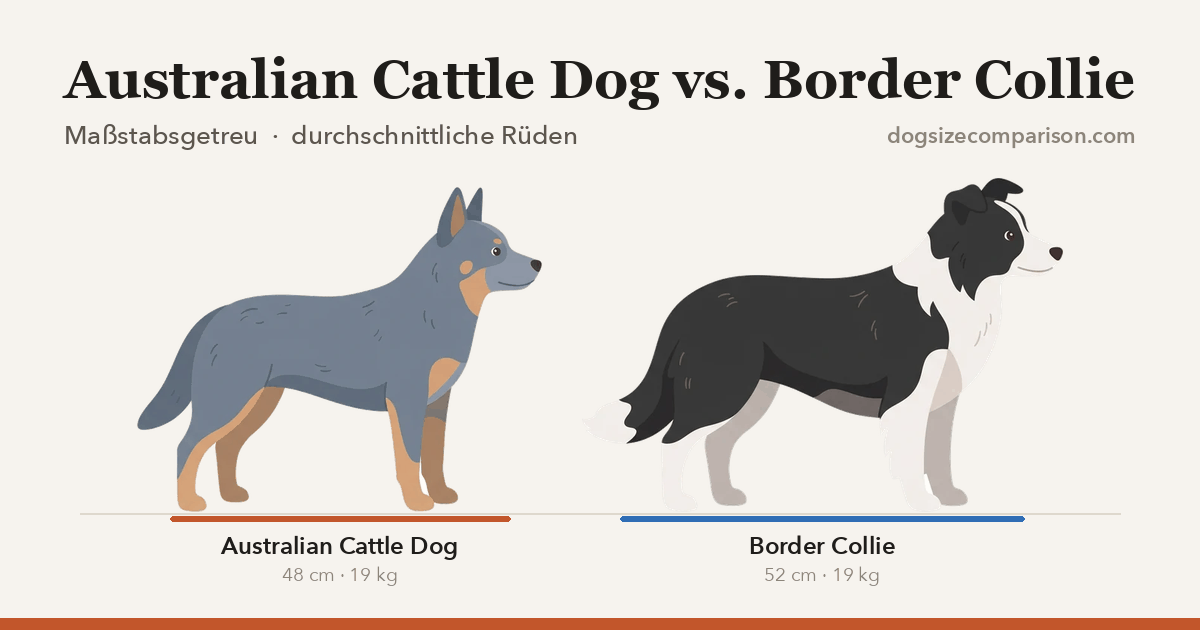 Australian Cattle Dog vs. Border Collie
Maßstabsgetreu · durchschnittliche Rüden
dogsizecomparison.com
Australian Cattle Dog
48 cm · 19 kg
Border Collie
52 cm · 19 kg